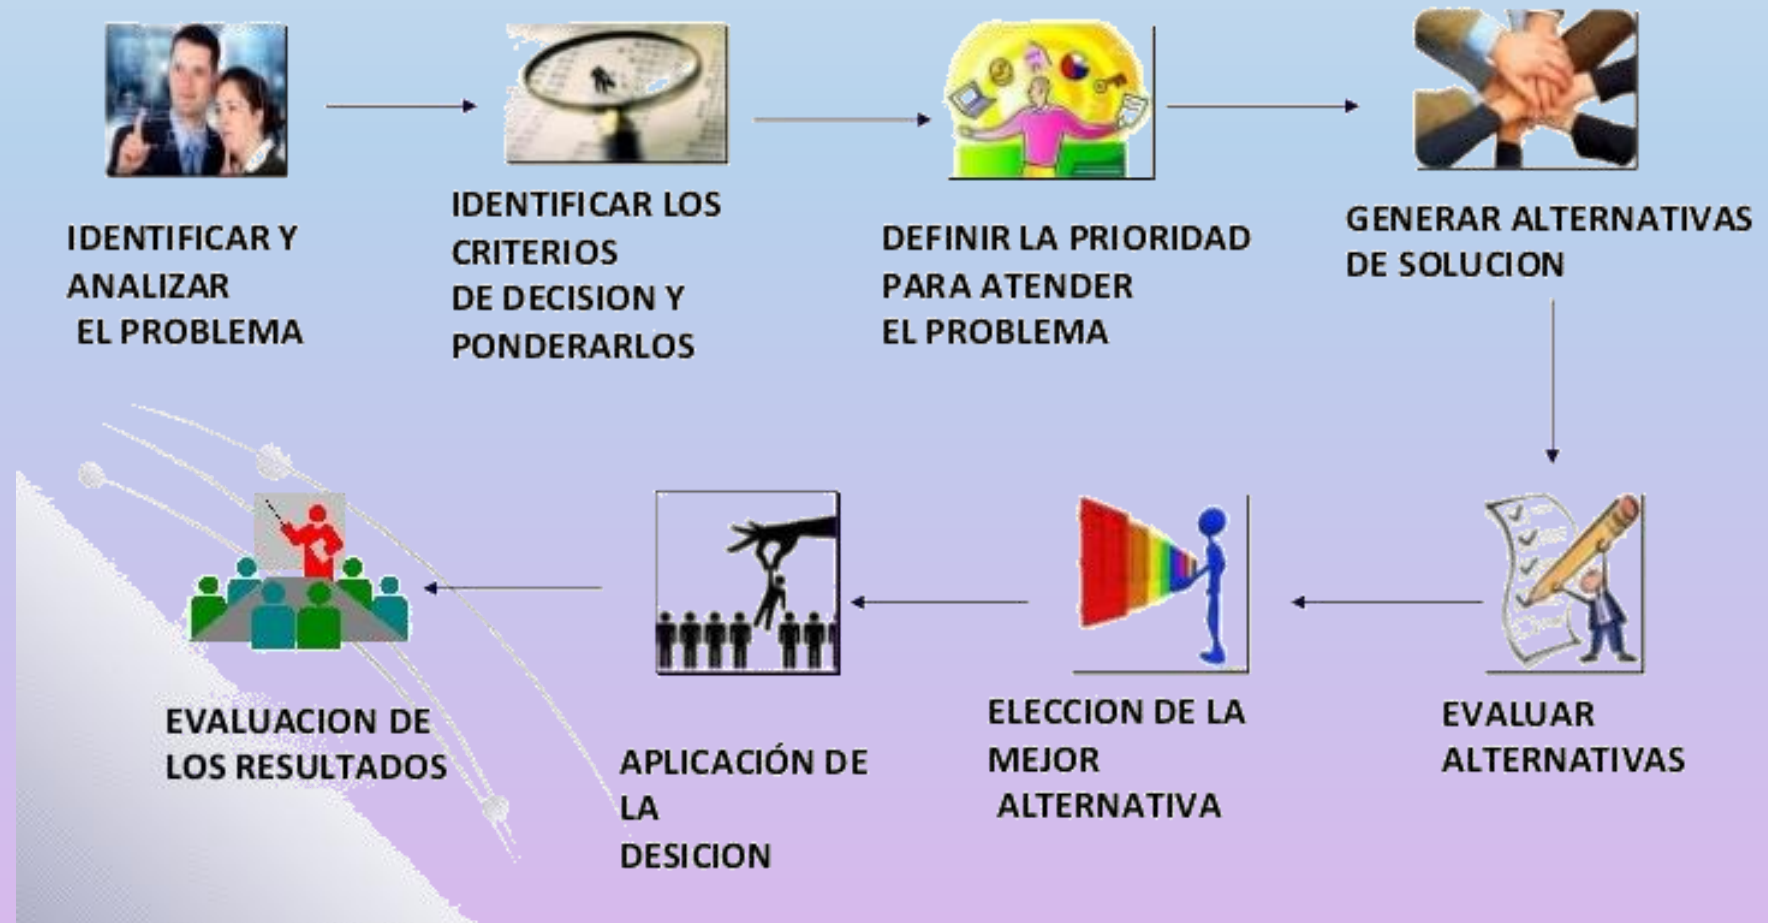 IDENTIFICAR Y
ANALIZAR
EL PROBLEMA
IDENTIFICAR LOS
CRITERIOS
DE DECISION Y
PONDERARLOS
DEFINIR LA PRIORIDAD
PARA ATENDER
EL PROBLEMA
GENERAR ALTERNATIVAS
DE SOLUCION
EVALUAR
ALTERNATIVAS
ELECCION DE LA
MEJOR
ALTERNATIVA
APLICACIÓN DE
LA
DESICION
EVALUACION DE
LOS RESULTADOS